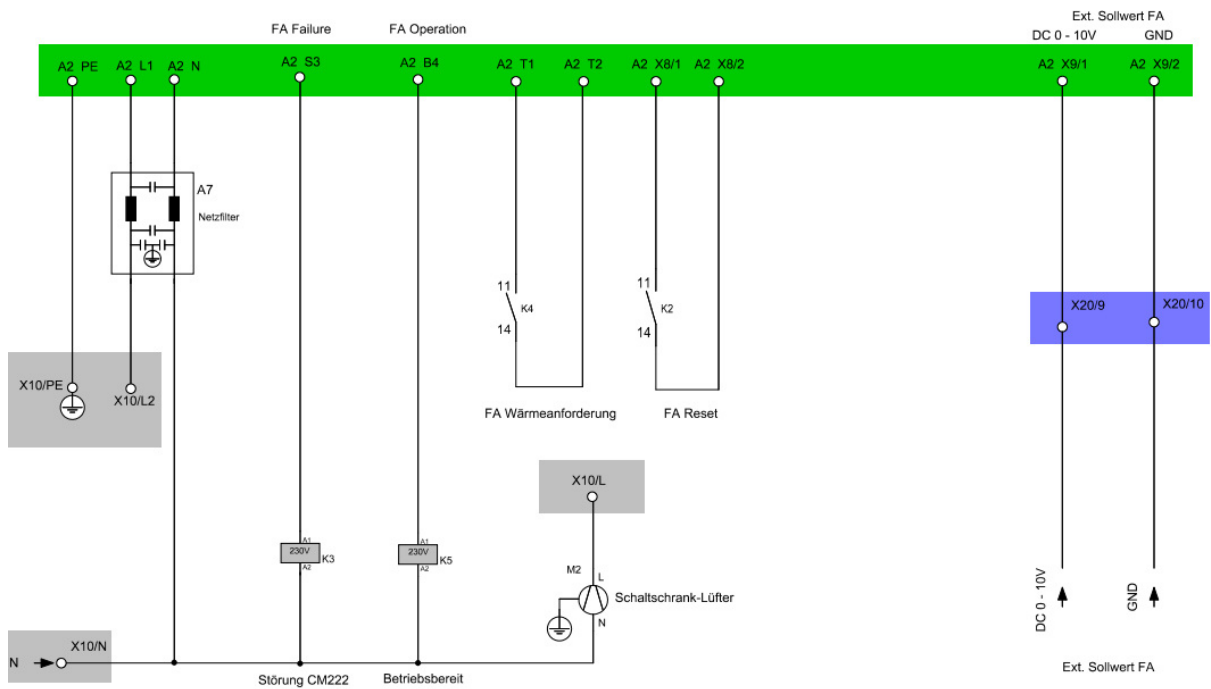 Ext. Sollwert FA
FA Failure
FA Operation
DC 0 - 10V
GND
A2 PE
A2 L1
A2 N
A2 S3
A2 B4
A2 T1
A2 T2
A2 X8/1
A2 X8/2
A2 X9/1
A2 X9/2
A7
Netzfilter
11
K4
14
11
K2
14
X20/9
X20/10
X10/PE
X10/L2
FA Wärmeanforderung
FA Reset
X10/L
A1
230V
K3
A2
A1
230V
K5
A2
M2
L
Schaltschrank-Lüfter
N
DC 0 - 10V
GND
X10/N
N
Störung CM222
Betriebsbereit
Ext. Sollwert FA